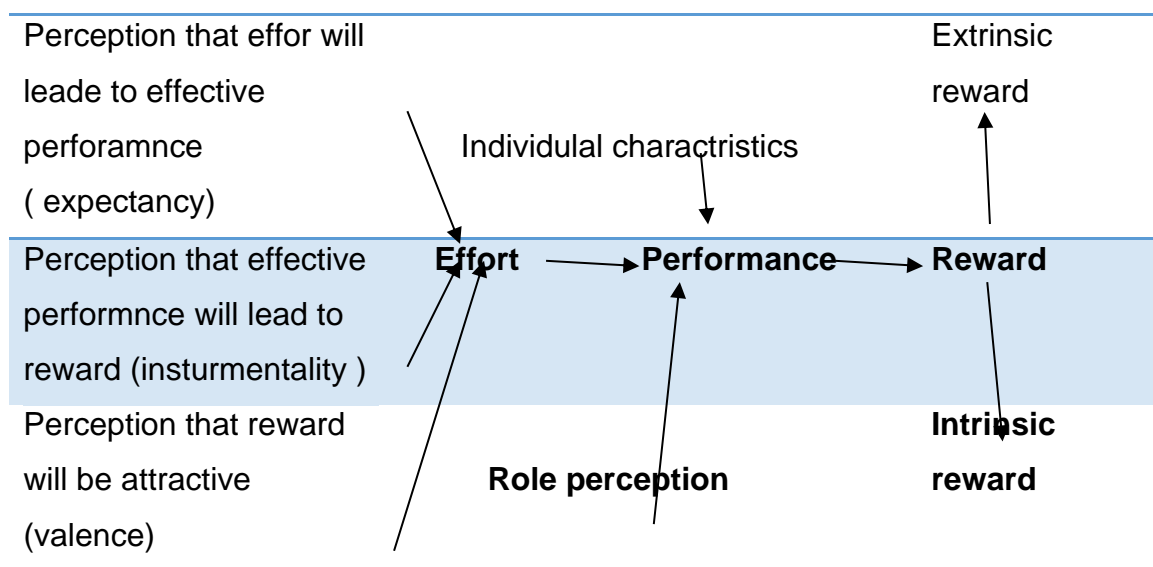 Perception that effor will
leade to effective
perforamnce
( expectancy)
Individulal charactristics
Extrinsic
reward
Perception that effective
performnce will lead to
reward (insturmentality )
Effort
Performance
Reward
Perception that reward
will be attractive
(valence)
Role perception
Intrinsic
reward